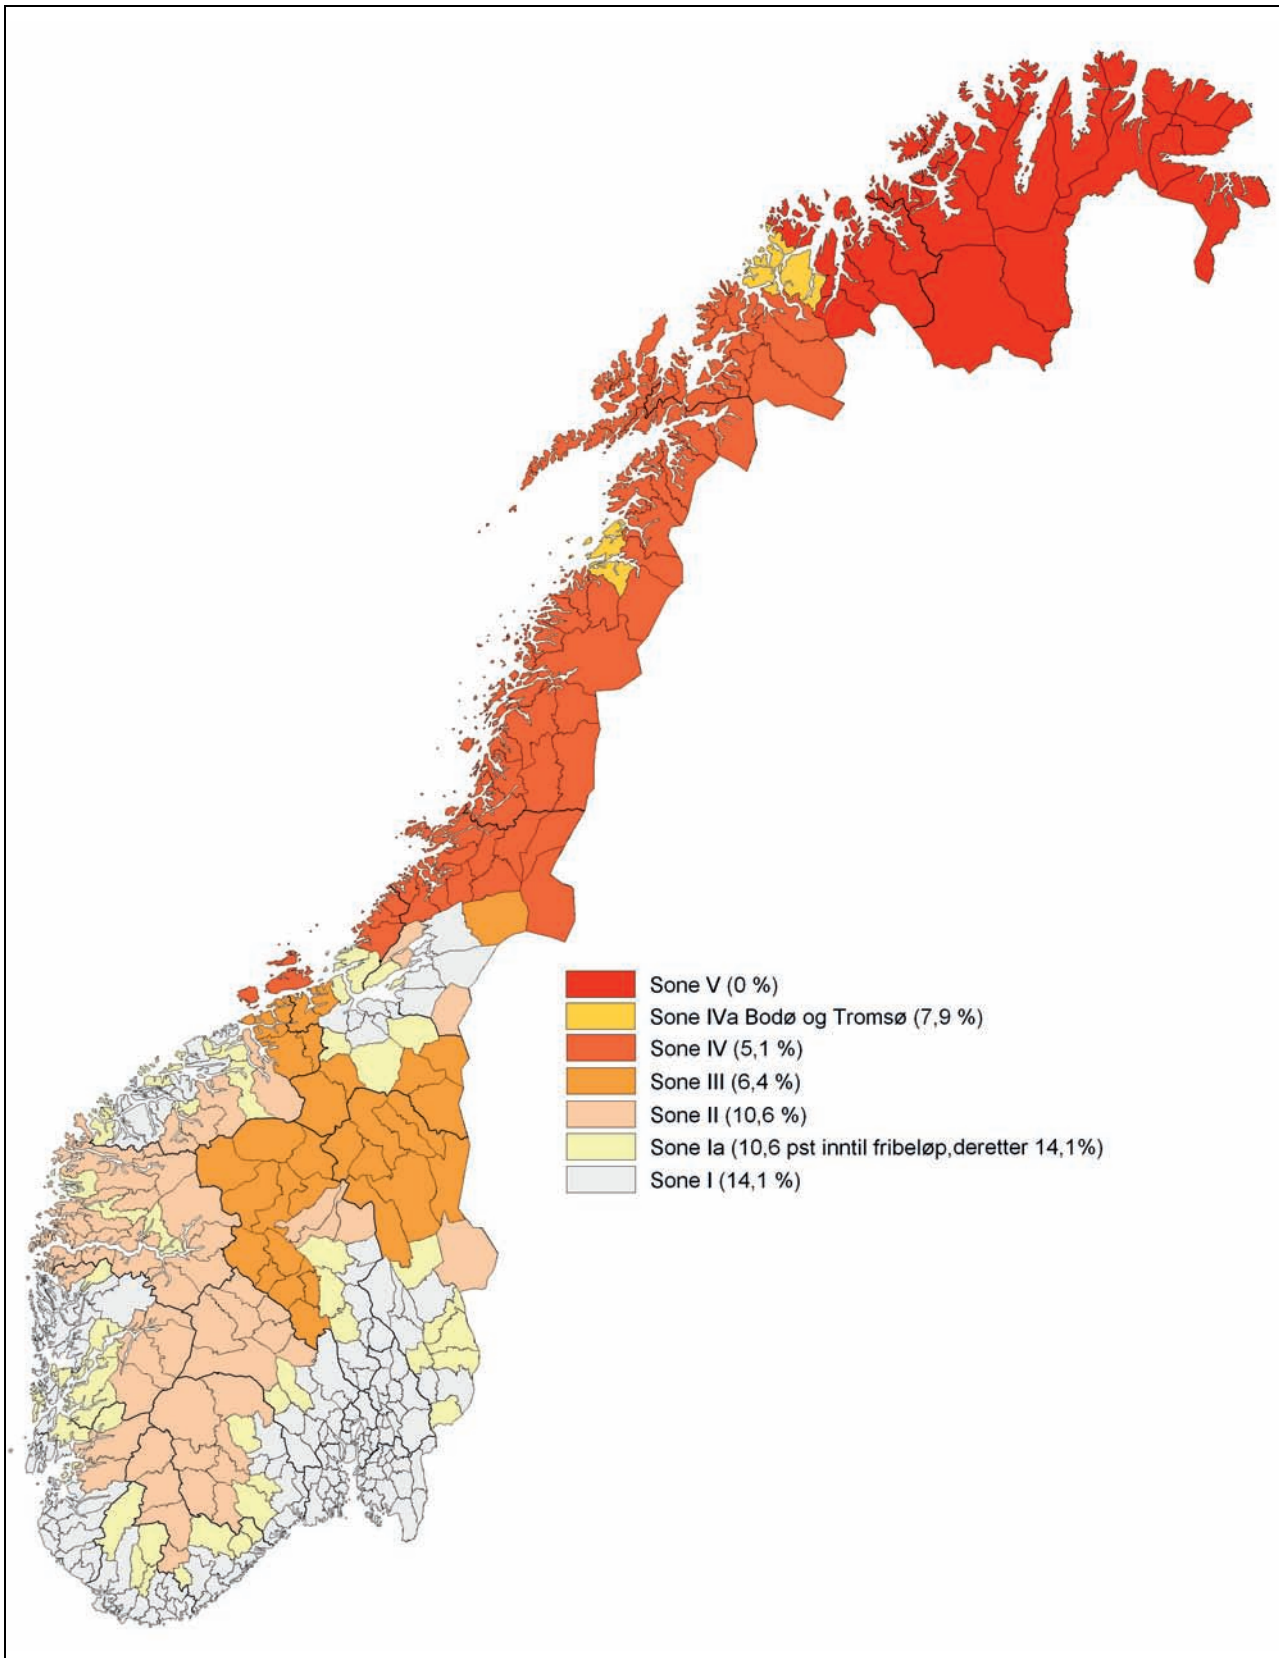 Sone V (0 %)
Sone IVa Bodø og Tromsø (7,9 %)
Sone IV (5,1 %)
Sone III (6,4 %)
Sone II (10,6 %)
Sone Ia (10,6 pst inntil fribeløp,deretter 14,1%)
Sone I (14,1 %)